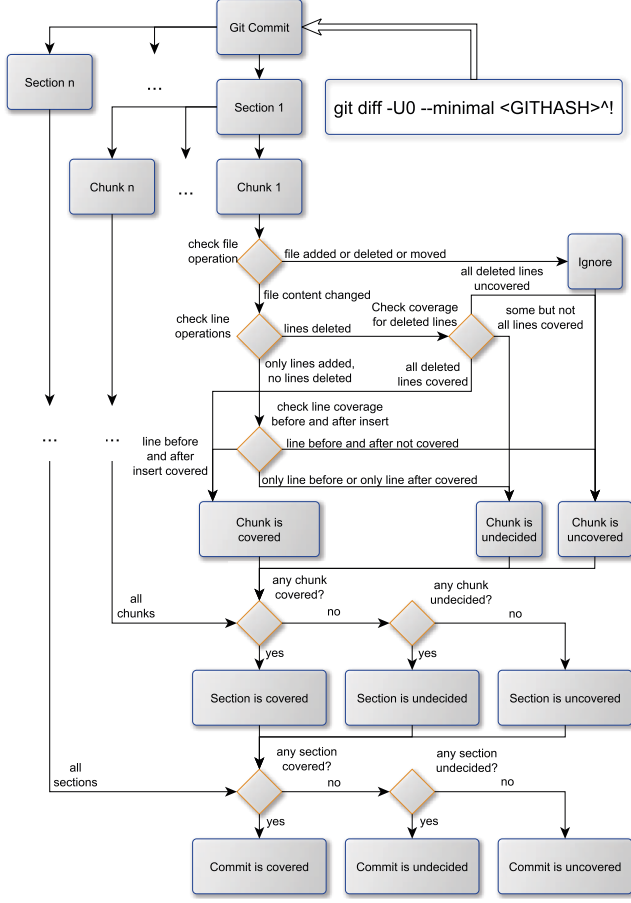 Git Commit
Section n
...
Section 1
git diff -U0 --minimal <GITHASH>^!
Chunk n
...
Chunk 1
check file
operation
file added or deleted or moved
Ignore
file content changed
all deleted lines
uncovered
check line
operations
lines deleted
Check coverage
for deleted lines
some but not
all lines covered
only lines added,
no lines deleted
all deleted
lines covered
check line coverage
before and after insert
...
...
line before
and after
insert covered
line before and after not covered
only line before or only line after covered
Chunk is
covered
Chunk is
undecided
Chunk is
uncovered
any chunk
covered?
any chunk
undecided?
all
chunks
no
no
yes
yes
Section is covered
Section is undecided
Section is uncovered
any section
covered?
any section
undecided?
all
sections
no
no
yes
yes
Commit is covered
Commit is undecided
Commit is uncovered